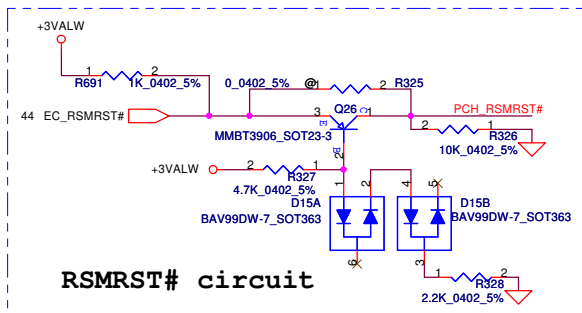 +3VALW
1 2
R691 1K_0402_5%
0_0402_5% @ 1 2 R325
44 EC_RSMRST# 3 E Q26 C 1 PCH_RSMRST#
MMBT3906_SOT23-3
B 2
2 1
R326
10K_0402_5%
+3VALW 2 1
R327
4.7K_0402_5%
1 2 4 5
D15A D15B
BAV99DW-7_SOT363 BAV99DW-7_SOT363
6 3
1 2
R328
2.2K_0402_5%
RSMRST# circuit